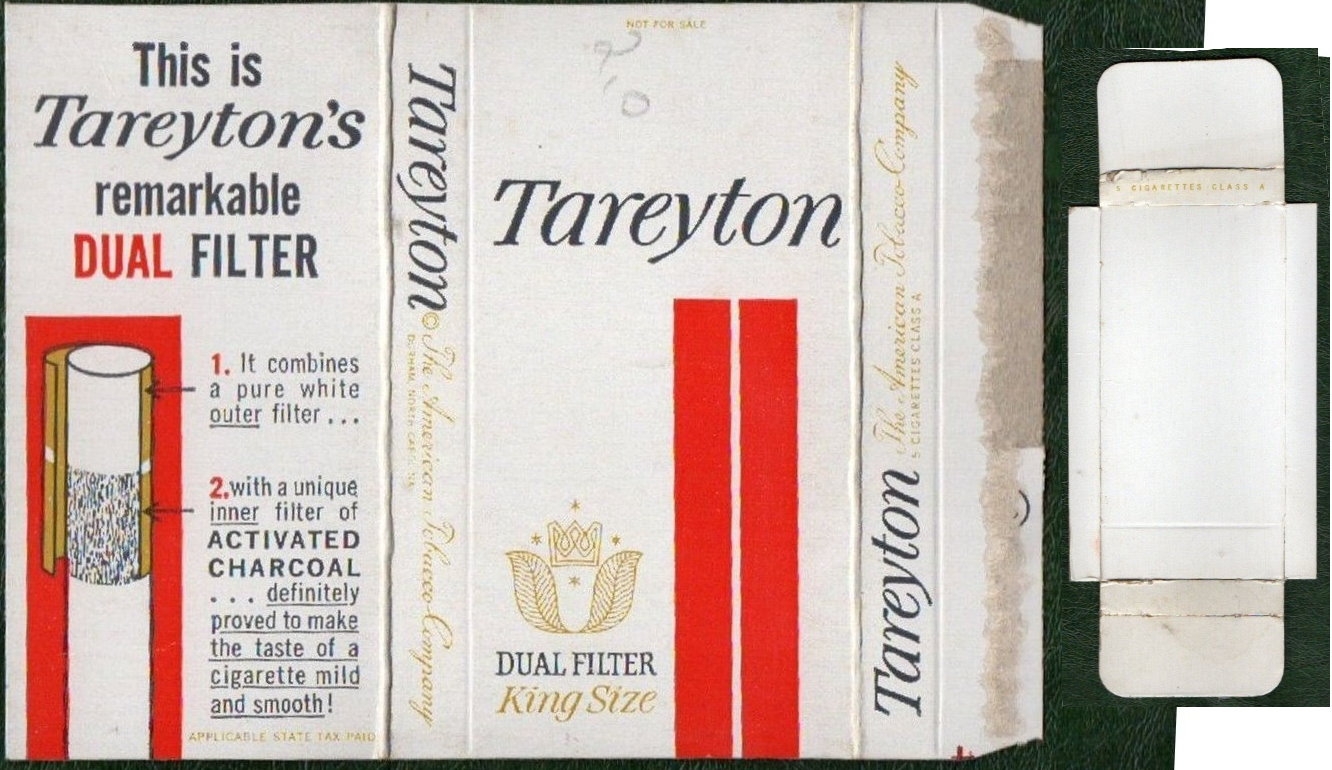 This is
Tareyton's
remarkable
DUAL FILTER
1. It combines
a pure white
outer filter...
2. with a unique
inner filter of
ACTIVATED
CHARCOAL
... definitely
proved to make
the taste of a
cigarette mild
and smooth!
APPLICABLE STATE TAX PAID
Tareyton
© The American Tobacco Company
DURHAM, NORTH CAROLINA
NOT FOR SALE
Tareyton
DUAL FILTER
King Size
Tareyton
The American Tobacco Company
5 CIGARETTES CLASS A
5 CIGARETTES CLASS A